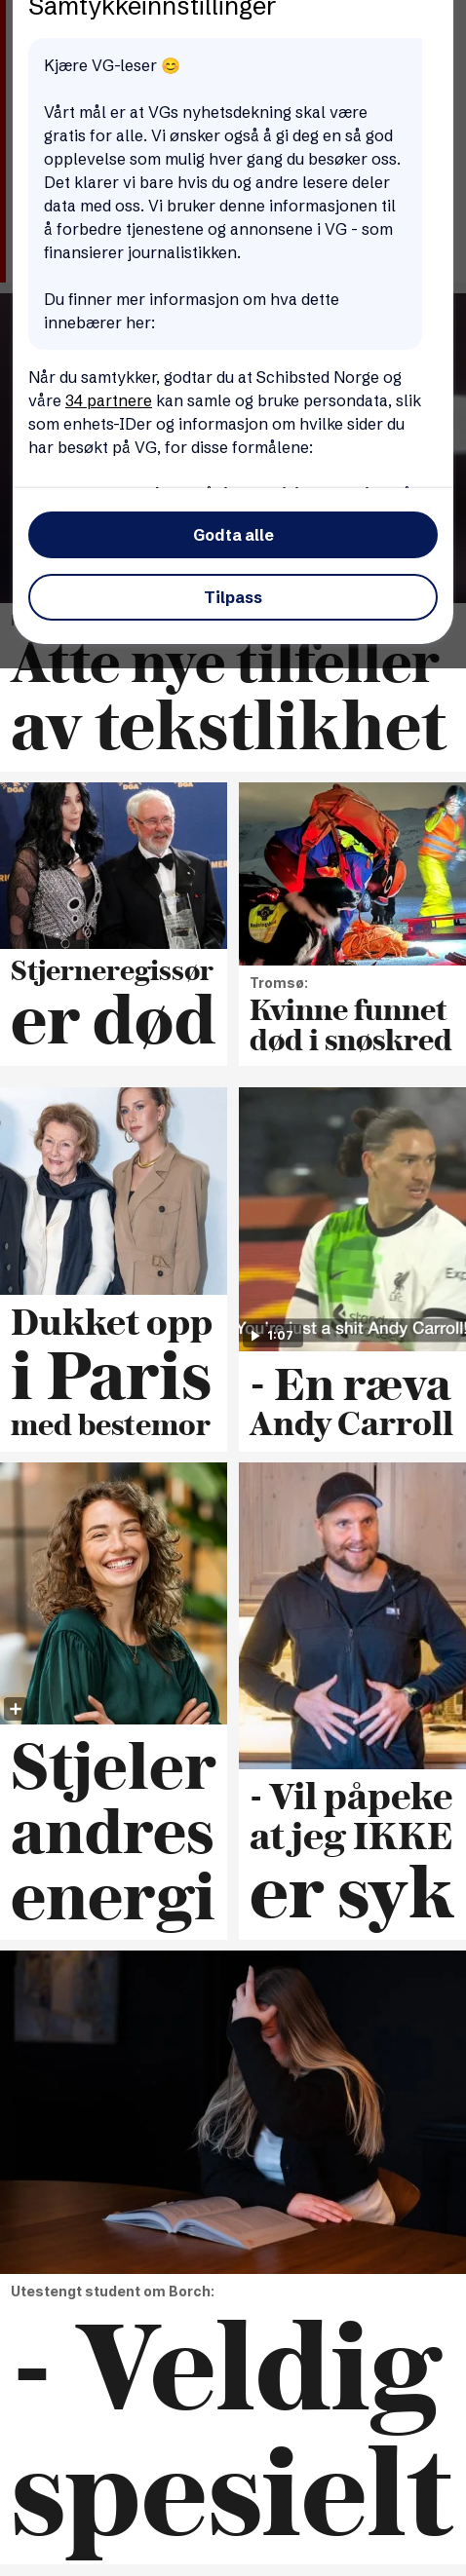 Samtykkeinnstillinger
Kjære VG-leser 😊
Vårt mål er at VGs nyhetsdekning skal være
gratis for alle. Vi ønsker også å gi deg en så god
opplevelse som mulig hver gang du besøker oss.
Det klarer vi bare hvis du og andre lesere deler
data med oss. Vi bruker denne informasjonen til
å forbedre tjenestene og annonsene i VG - som
finansierer journalistikken.
Du finner mer informasjon om hva dette
innebærer her:
Når du samtykker, godtar du at Schibsted Norge og
våre 34 partnere kan samle og bruke persondata, slik
som enhets-IDer og informasjon om hvilke sider du
har besøkt på VG, for disse formålene:
Godta alle
Tilpass
Åtte nye tilfeller
av tekstlikhet
DGA
DGA
Stjerneregissør
er død
Tromsø:
Kvinne funnet
død i snøskred
Dukket opp
i Paris
med bestemor
You're just a shit Andy Carroll!
1:07
- En ræva
Andy Carroll
Stjeler
andres
energi
- Vil påpeke
at jeg IKKE
er syk
Utestengt student om Borch:
- Veldig
spesielt